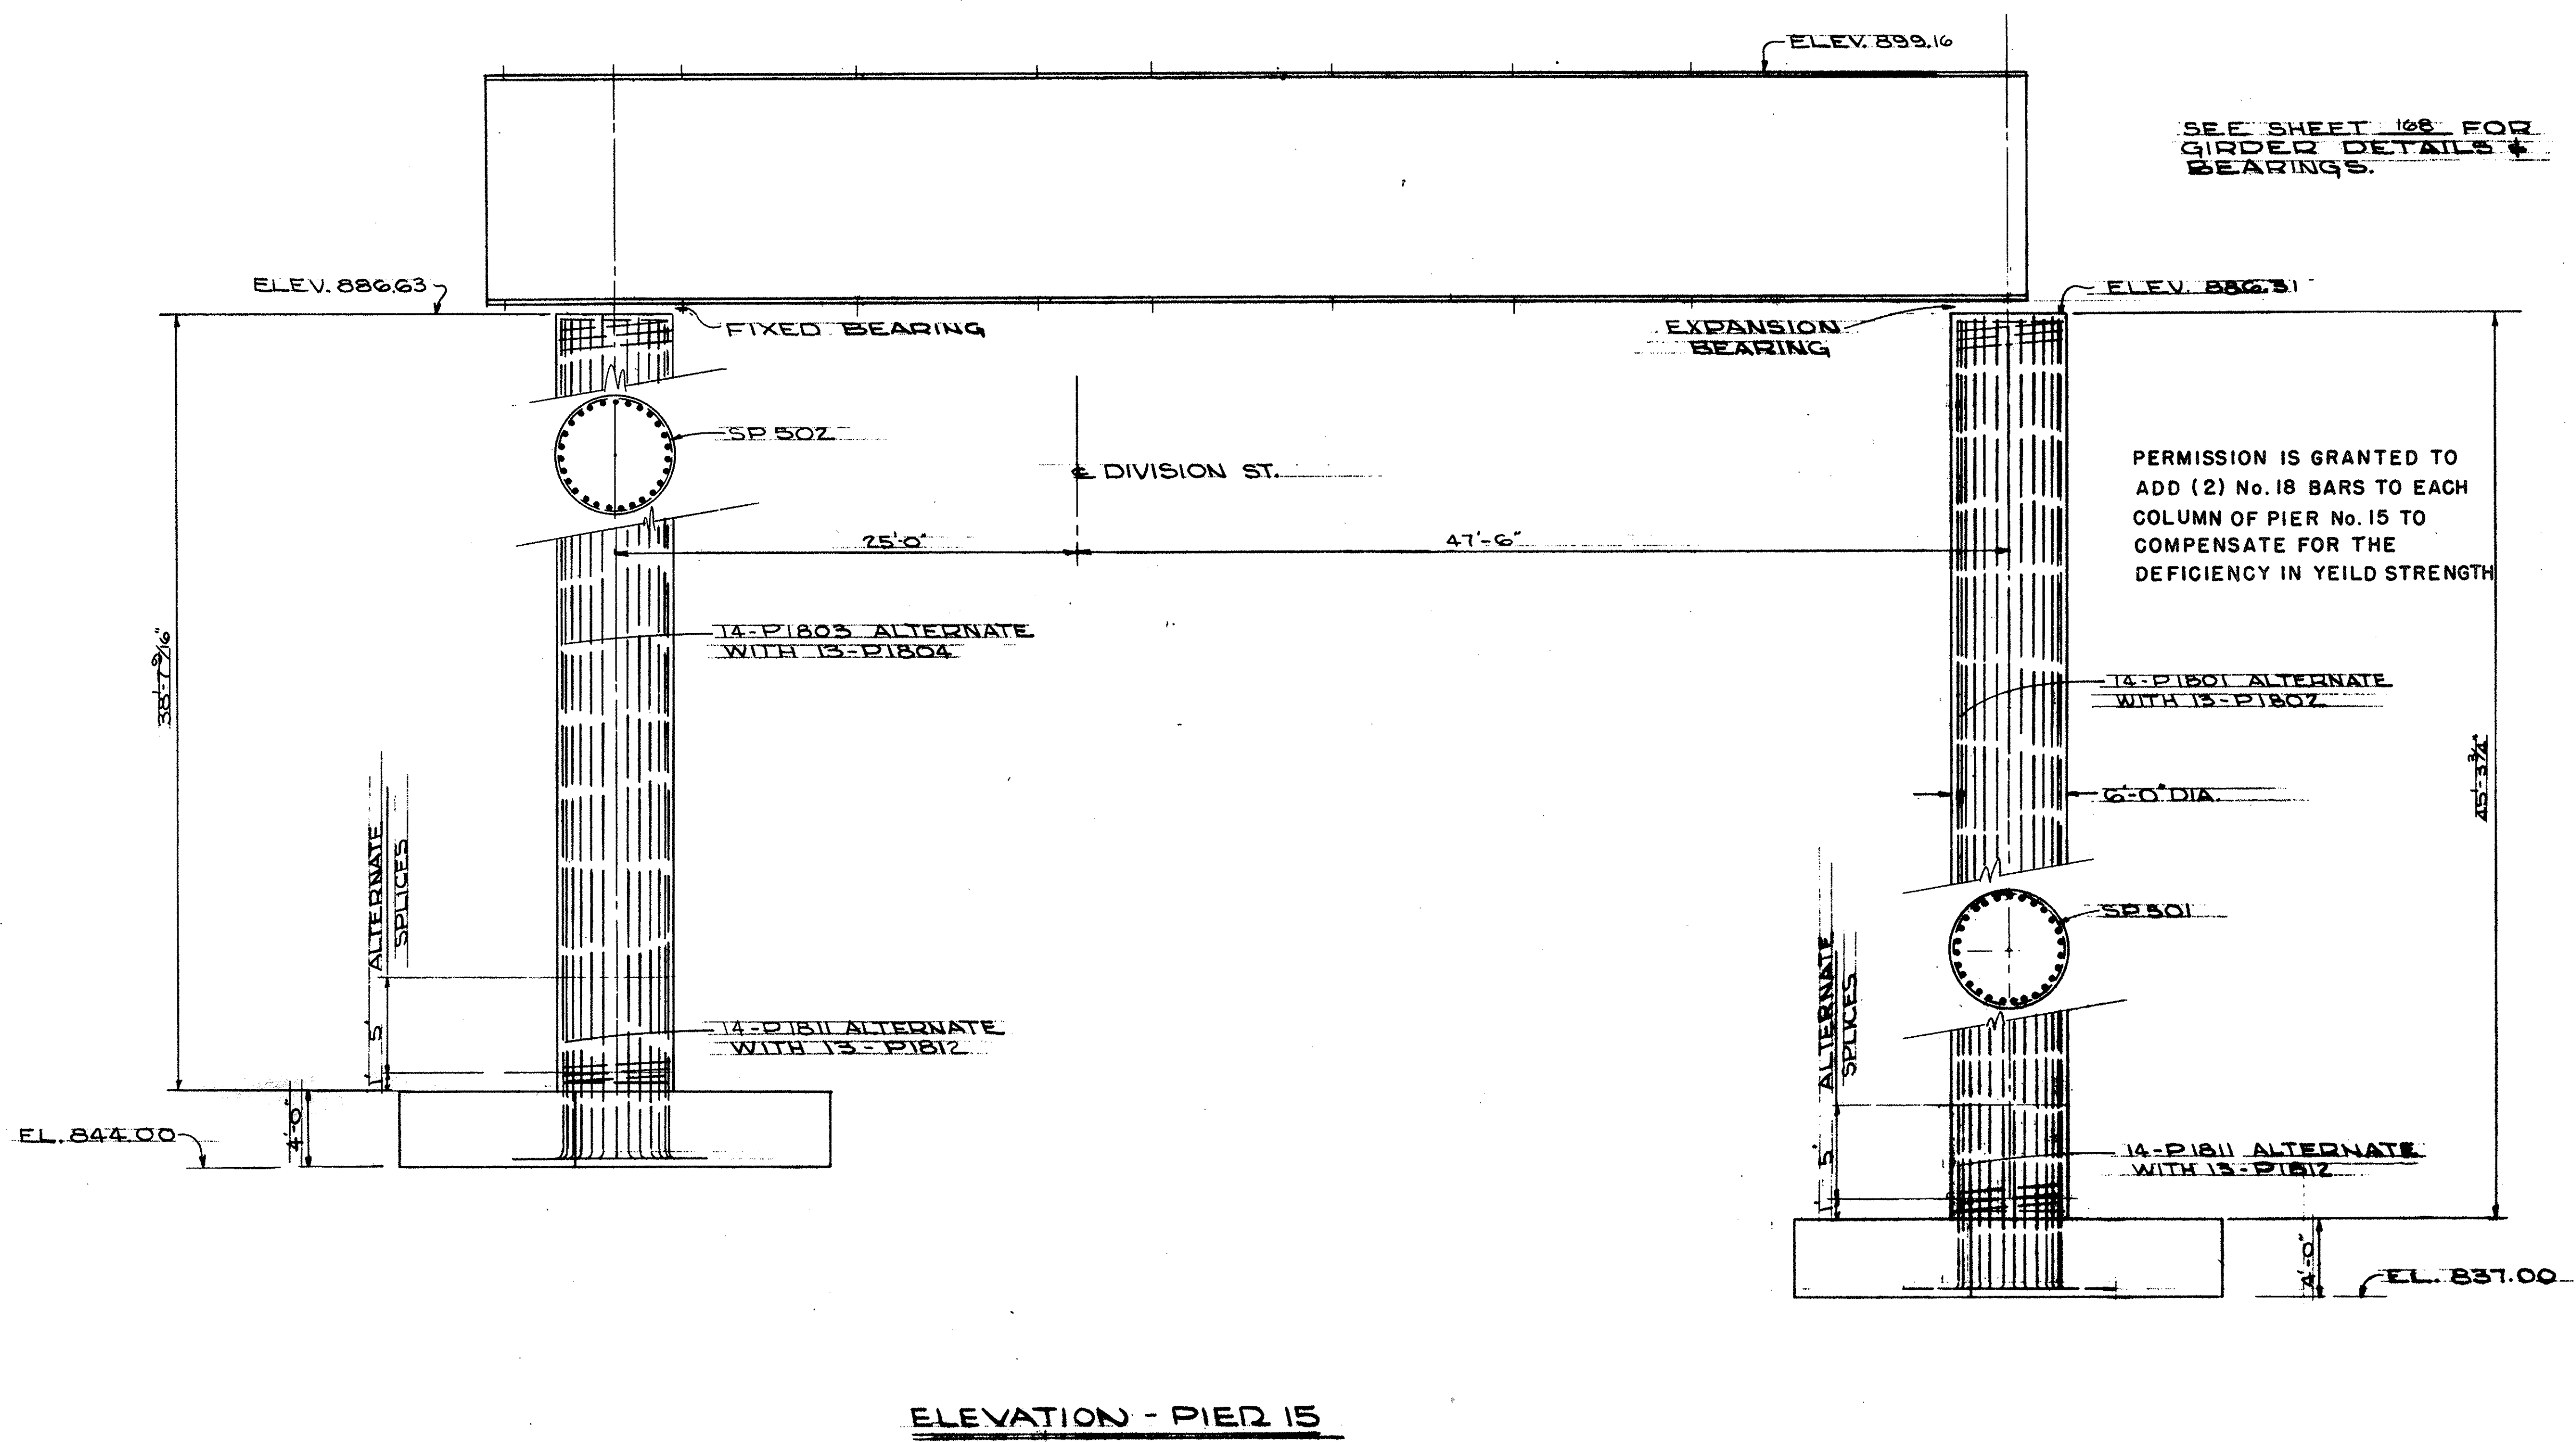 ELEV. 899.16
SEE SHEET 168 FOR
GIRDER DETAILS &
BEARINGS.
ELEV. 886.63
ELEV. 886.31
FIXED BEARING
EXPANSION
BEARING
SP 502
℄ DIVISION ST.
PERMISSION IS GRANTED TO
ADD (2) No. 18 BARS TO EACH
COLUMN OF PIER No. 15 TO
COMPENSATE FOR THE
DEFICIENCY IN YEILD STRENGTH
25'-0"
47'-6"
14-P1803 ALTERNATE
WITH 13-P1804
38'-7 9/16"
14-P1801 ALTERNATE
WITH 13-P1802
45'-3 3/4"
6'-0" DIA.
ALTERNATE
SPLICES
SP 501
ALTERNATE
SPLICES
5'
1'
14-P1811 ALTERNATE
WITH 13-P1812
5'
1'
14-P1811 ALTERNATE
WITH 13-P1812
4'-0"
EL. 844.00
4'-0"
EL. 837.00
ELEVATION - PIER 15